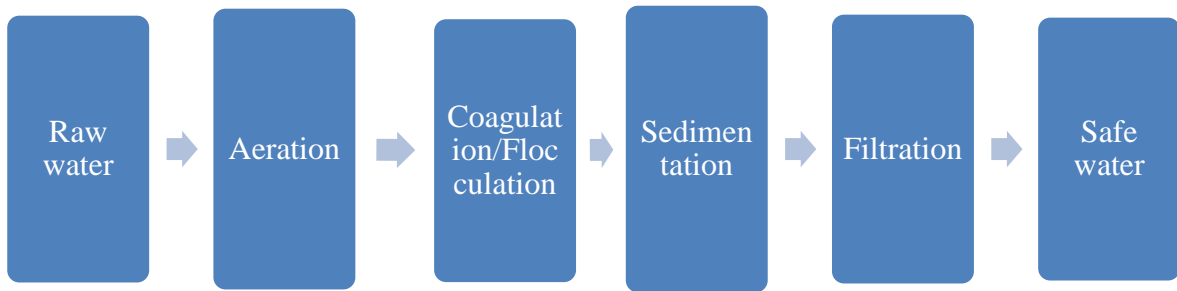 Raw
water
Aeration
Coagulat
ion/Floc
culation
Sedimen
tation
Filtration
Safe
water